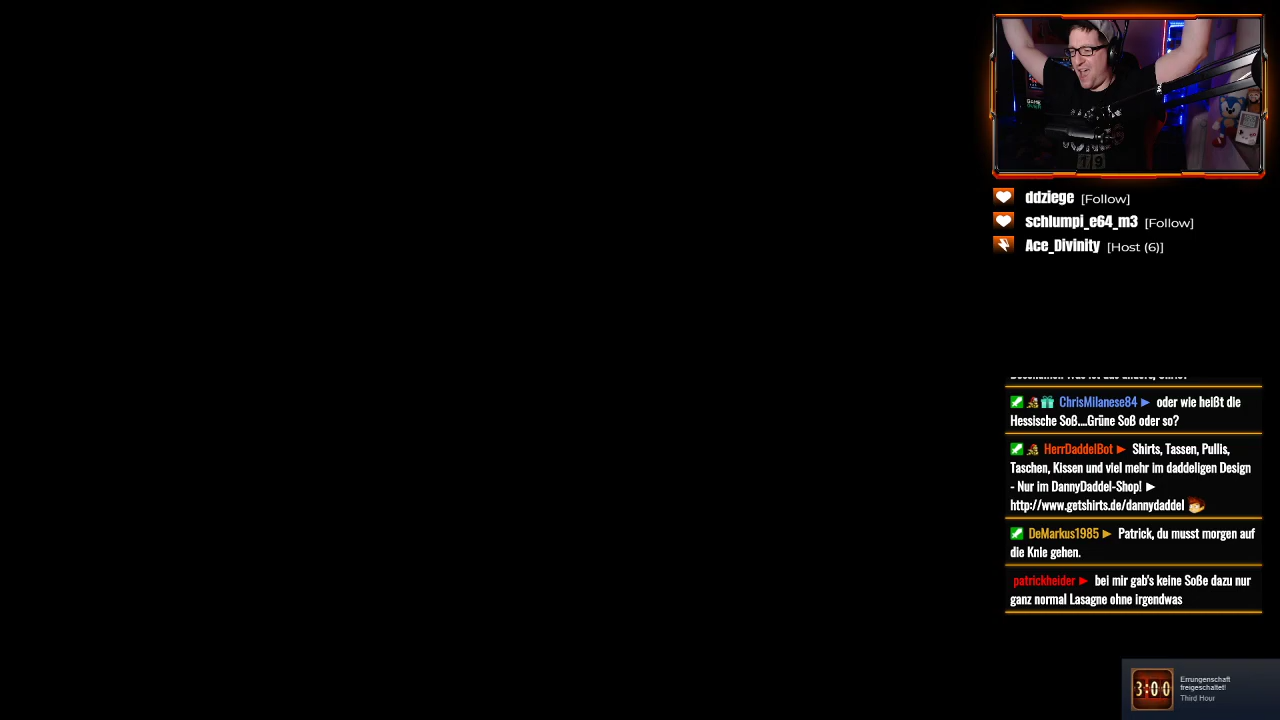 ddziege [Follow]
schlumpi_e64_m3 [Follow]
Ace_Divinity [Host (6)]
ChrisMilanese84 ► oder wie heißt die
Hessische Soß....Grüne Soß oder so?
HerrDaddelBot ► Shirts, Tassen, Pullis,
Taschen, Kissen und viel mehr im daddeligen Design
- Nur im DannyDaddel-Shop! ►
http://www.getshirts.de/dannydaddel
DeMarkus1985 ► Patrick, du musst morgen auf
die Knie gehen.
patrickheider ► bei mir gab's keine Soße dazu nur
ganz normal Lasagne ohne irgendwas
3:00
Errungenschaft
freigeschaltet!
Third Hour